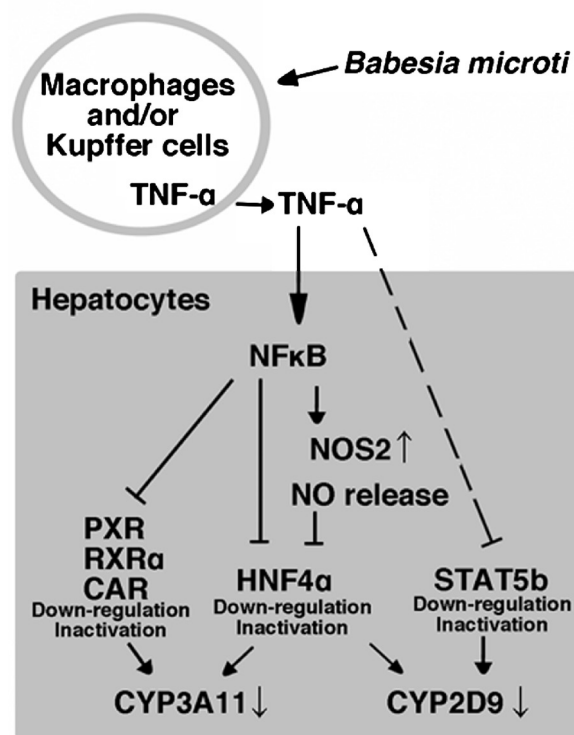 Babesia microti
Macrophages
and/or
Kupffer cells
TNF-α
TNF-α
Hepatocytes
NFκB
NOS2↑
NO release
PXR
RXRα
CAR
Down-regulation
Inactivation
HNF4α
Down-regulation
Inactivation
STAT5b
Down-regulation
Inactivation
CYP3A11↓
CYP2D9↓